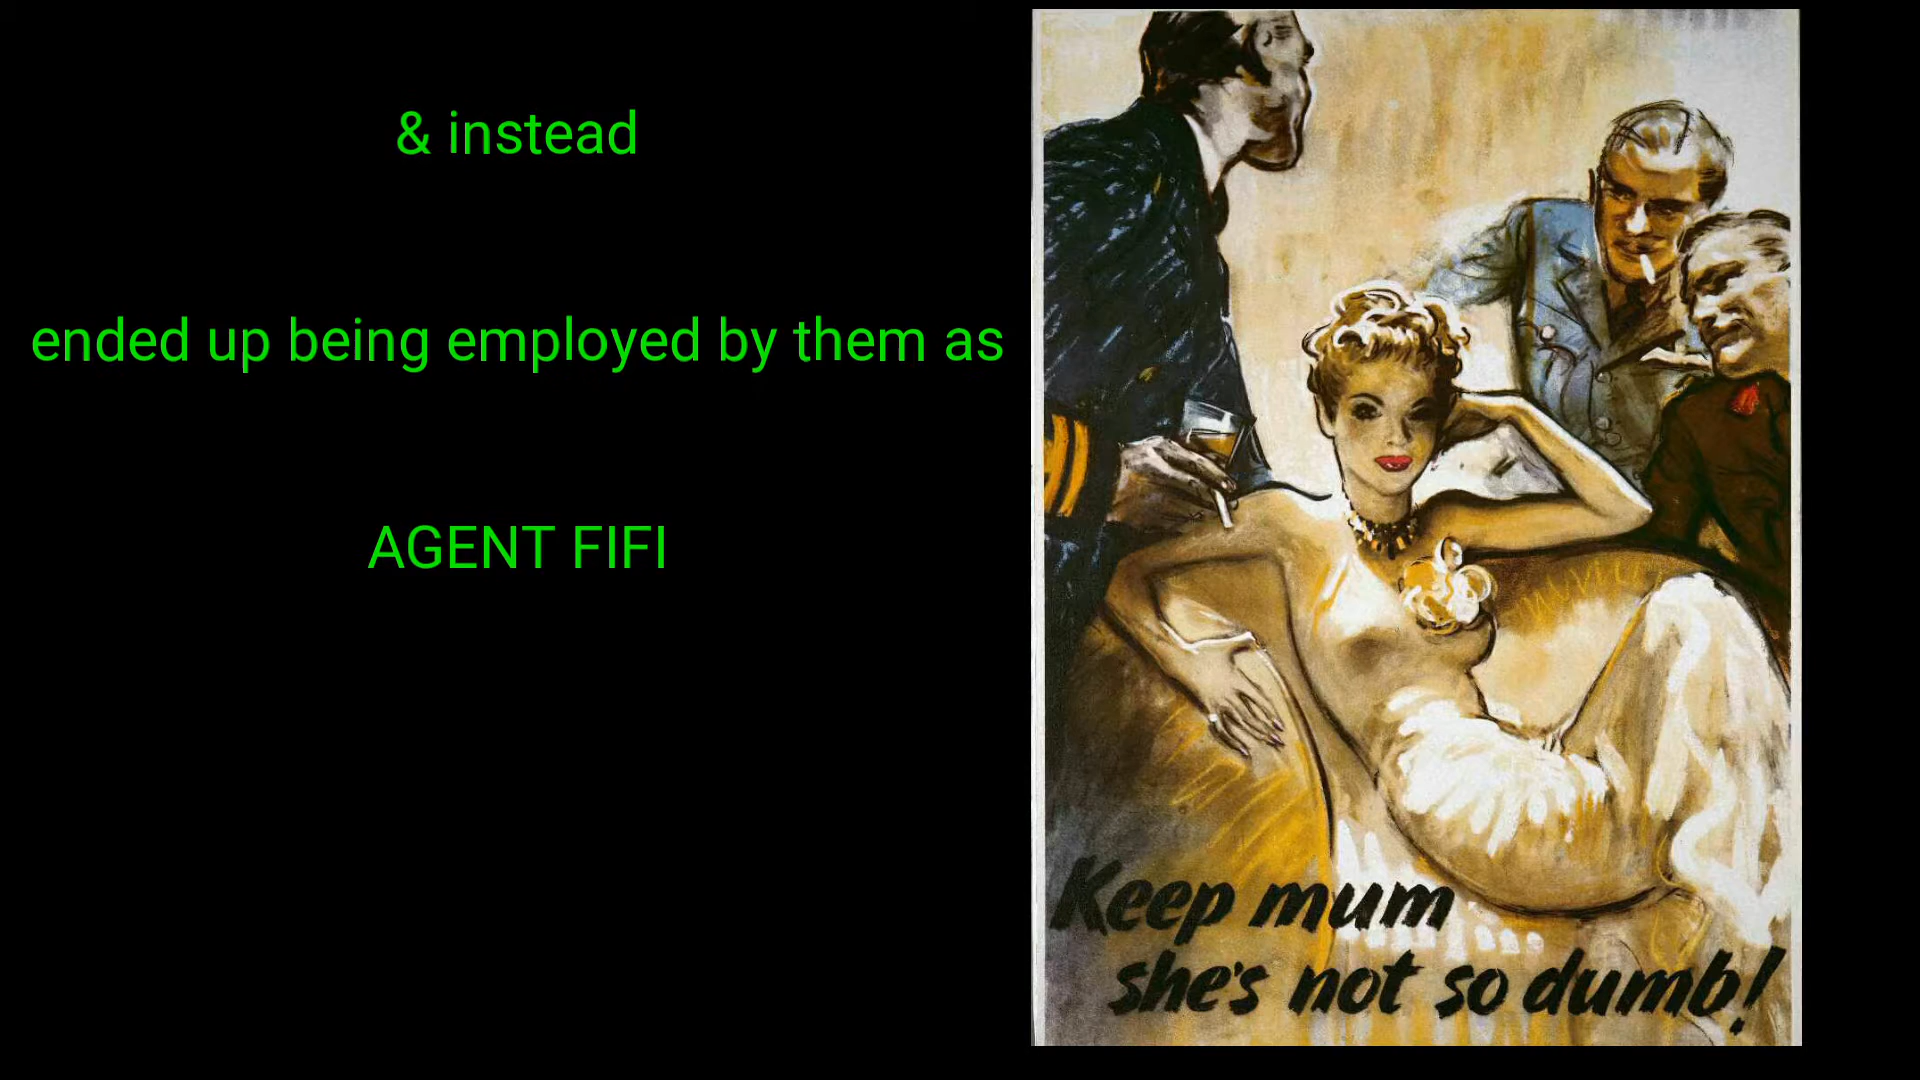 & instead
ended up being employed by them as
AGENT FIFI
Keep mum
she's not so dumb!